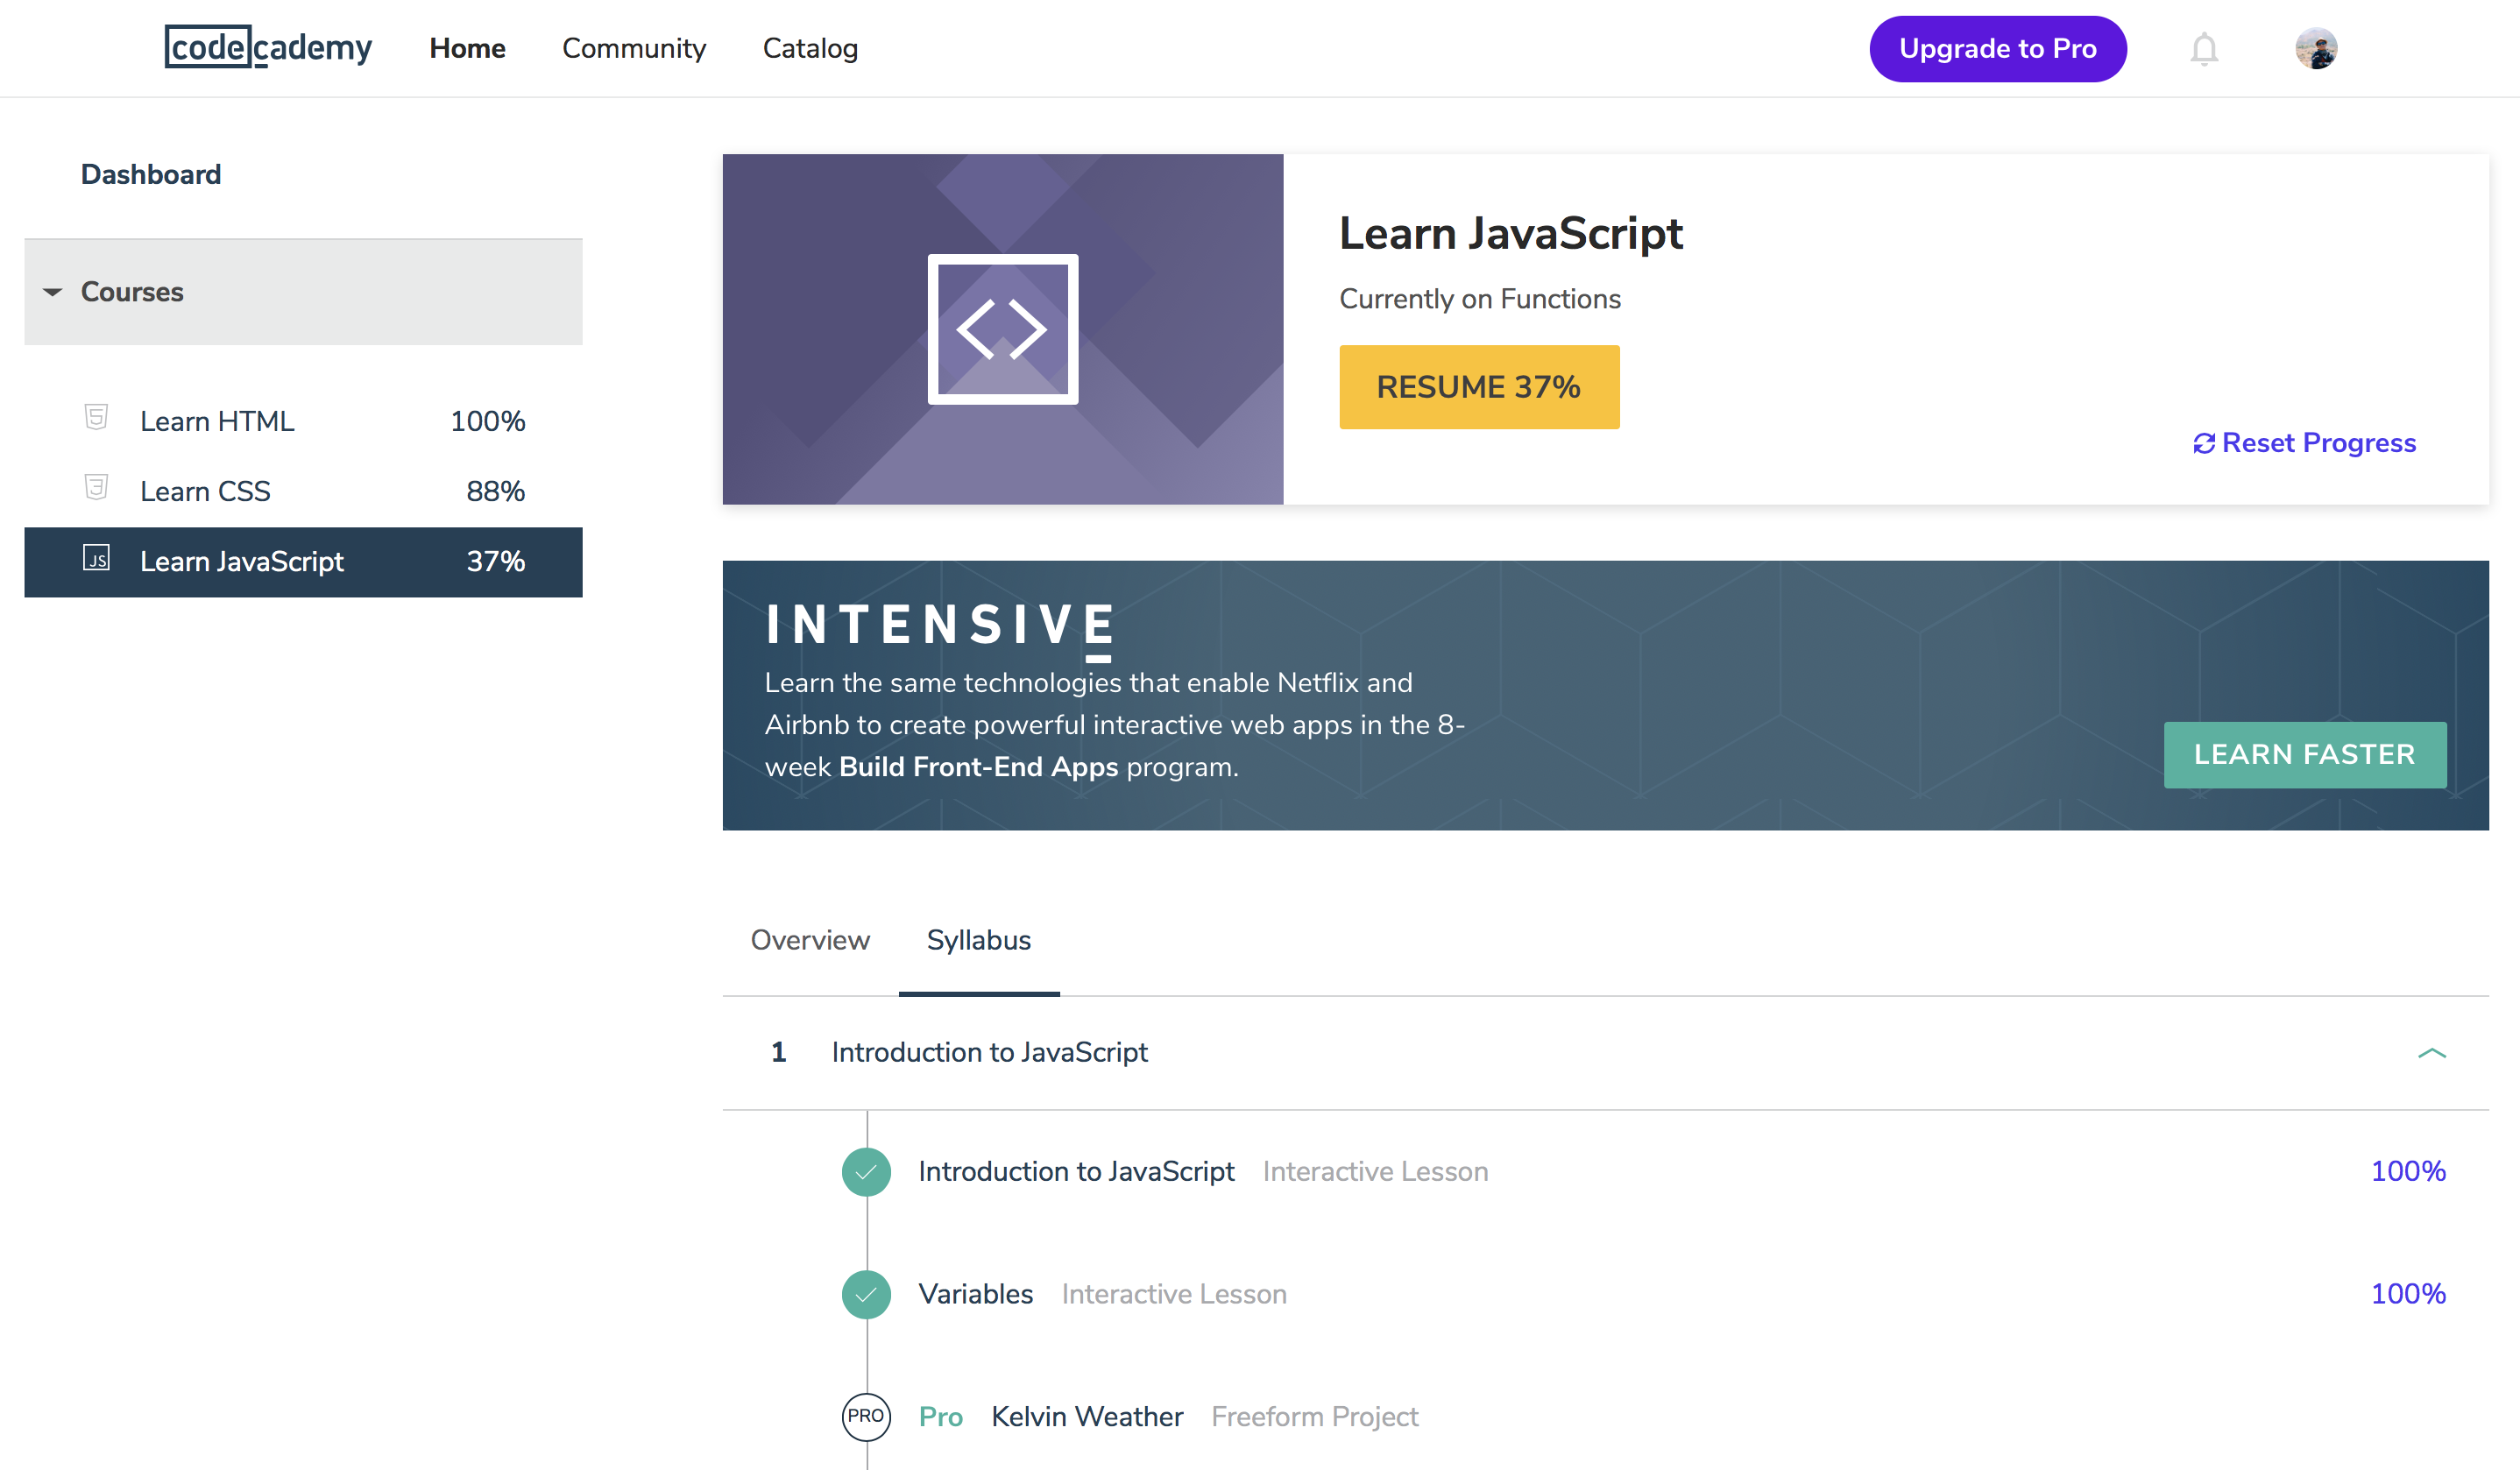 codecademy Home Community Catalog Upgrade to Pro
Dashboard
Courses
5 Learn HTML 100%
3 Learn CSS 88%
JS Learn JavaScript 37%
Learn JavaScript
Currently on Functions
RESUME 37%
Reset Progress
INTENSIVE
Learn the same technologies that enable Netflix and
Airbnb to create powerful interactive web apps in the 8-
week Build Front-End Apps program.
LEARN FASTER
Overview Syllabus
1 Introduction to JavaScript
Introduction to JavaScript Interactive Lesson 100%
Variables Interactive Lesson 100%
PRO Pro Kelvin Weather Freeform Project